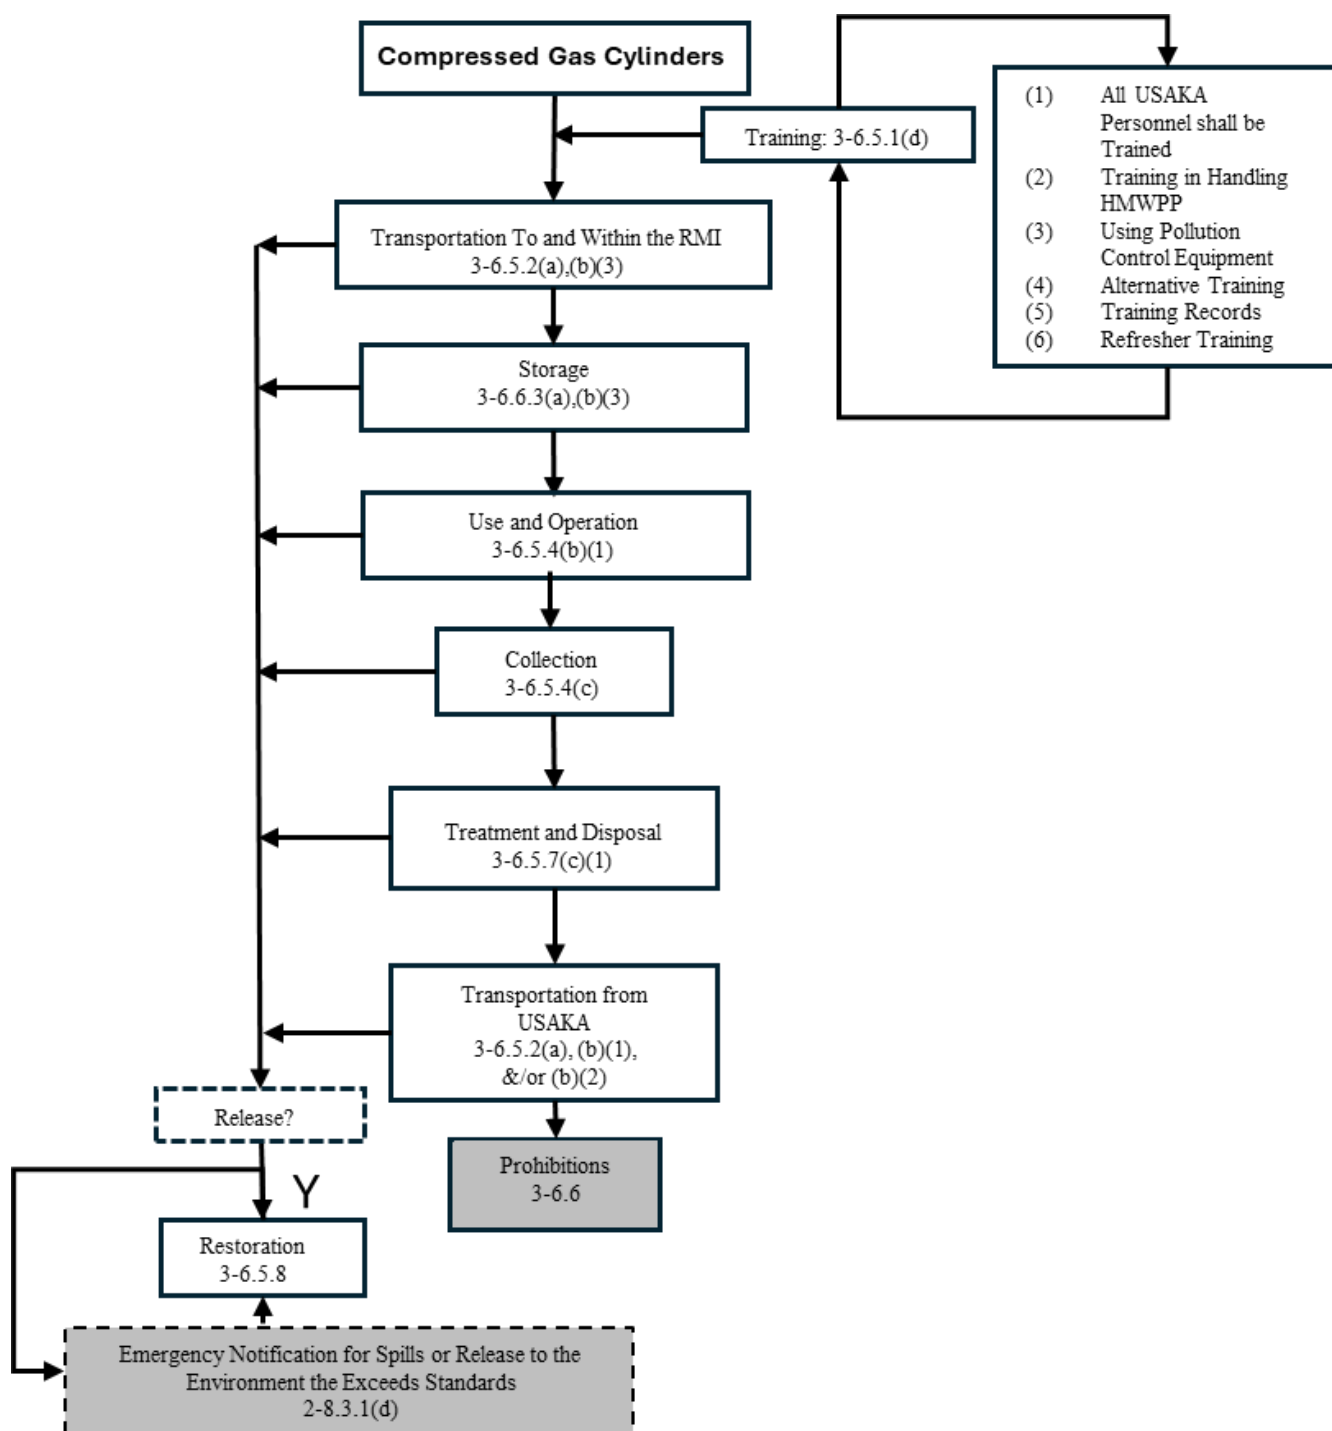 Compressed Gas Cylinders
Training: 3-6.5.1(d)
(1) All USAKA
Personnel shall be
Trained
(2) Training in Handling
HMWPP
(3) Using Pollution
Control Equipment
(4) Alternative Training
(5) Training Records
(6) Refresher Training
Transportation To and Within the RMI
3-6.5.2(a),(b)(3)
Storage
3-6.6.3(a),(b)(3)
Use and Operation
3-6.5.4(b)(1)
Collection
3-6.5.4(c)
Treatment and Disposal
3-6.5.7(c)(1)
Transportation from
USAKA
3-6.5.2(a), (b)(1),
&/or (b)(2)
Release?
Prohibitions
3-6.6
Y
Restoration
3-6.5.8
Emergency Notification for Spills or Release to the
Environment the Exceeds Standards
2-8.3.1(d)